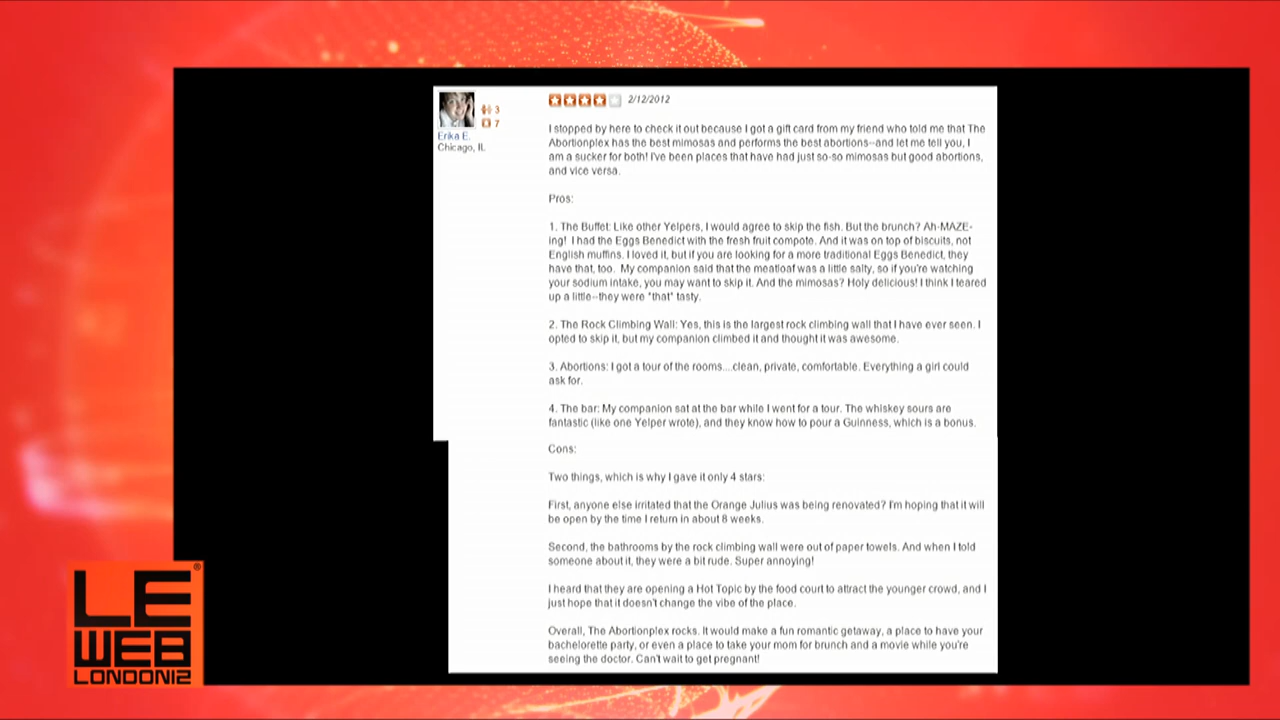 3
7
Erika E.
Chicago, IL
2/12/2012
I stopped by here to check it out because I got a gift card from my friend who told me that The
Abortionplex has the best mimosas and performs the best abortions--and let me tell you, I
am a sucker for both! I've been places that have had just so-so mimosas but good abortions,
and vice versa.
Pros:
1. The Buffet: Like other Yelpers, I would agree to skip the fish. But the brunch? Ah-MAZE-
ing! I had the Eggs Benedict with the fresh fruit compote. And it was on top of biscuits, not
English muffins. I loved it, but if you are looking for a more traditional Eggs Benedict, they
have that, too. My companion said that the meatloaf was a little salty, so if you're watching
your sodium intake, you may want to skip it. And the mimosas? Holy delicious! I think I teared
up a little--they were *that* tasty.
2. The Rock Climbing Wall: Yes, this is the largest rock climbing wall that I have ever seen. I
opted to skip it, but my companion climbed it and thought it was awesome.
3. Abortions: I got a tour of the rooms....clean, private, comfortable. Everything a girl could
ask for.
4. The bar: My companion sat at the bar while I went for a tour. The whiskey sours are
fantastic (like one Yelper wrote), and they know how to pour a Guinness, which is a bonus.
Cons:
Two things, which is why I gave it only 4 stars:
First, anyone else irritated that the Orange Julius was being renovated? I'm hoping that it will
be open by the time I return in about 8 weeks.
Second, the bathrooms by the rock climbing wall were out of paper towels. And when I told
someone about it, they were a bit rude. Super annoying!
I heard that they are opening a Hot Topic by the food court to attract the younger crowd, and I
just hope that it doesn't change the vibe of the place.
Overall, The Abortionplex rocks. It would make a fun romantic getaway, a place to have your
bachelorette party, or even a place to take your mom for brunch and a movie while you're
seeing the doctor. Can't wait to get pregnant!
LE
WEB
LONDON12
®